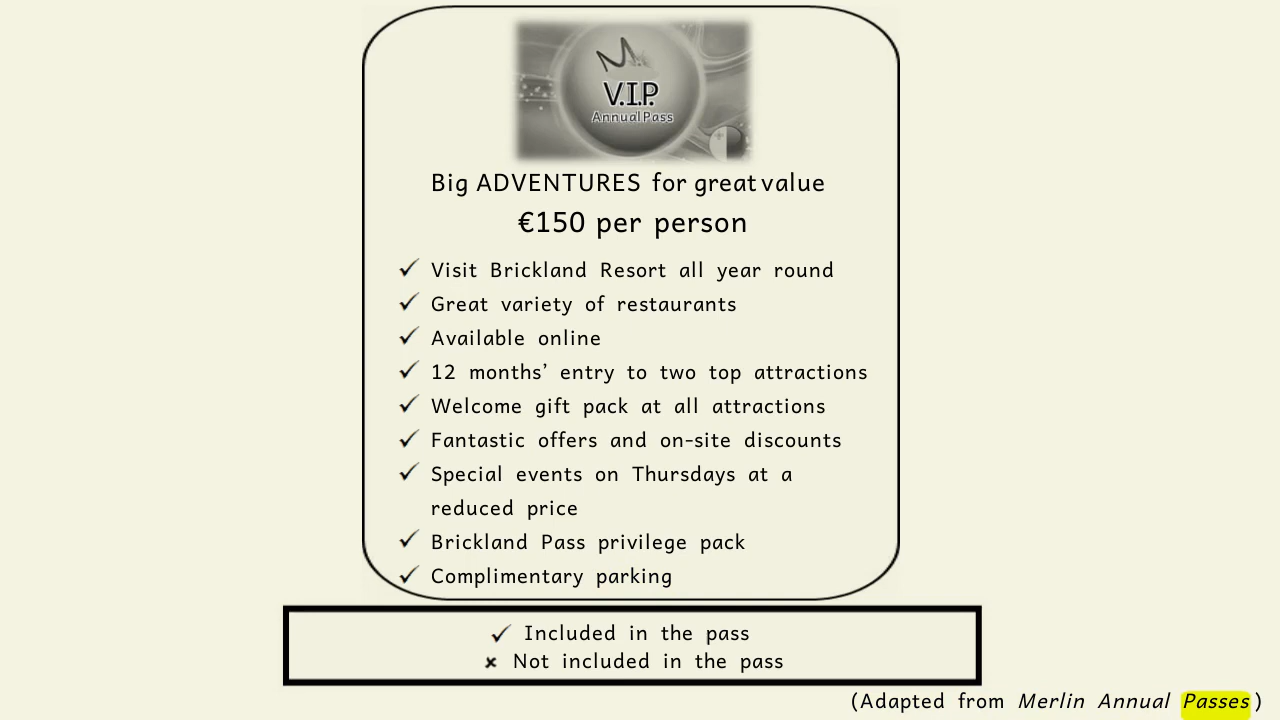 V.I.P.
Annual Pass
Big ADVENTURES for great value
€150 per person
✓ Visit Brickland Resort all year round
✓ Great variety of restaurants
✓ Available online
✓ 12 months’ entry to two top attractions
✓ Welcome gift pack at all attractions
✓ Fantastic offers and on-site discounts
✓ Special events on Thursdays at a
reduced price
✓ Brickland Pass privilege pack
✓ Complimentary parking
✓ Included in the pass
✘ Not included in the pass
(Adapted from Merlin Annual Passes)